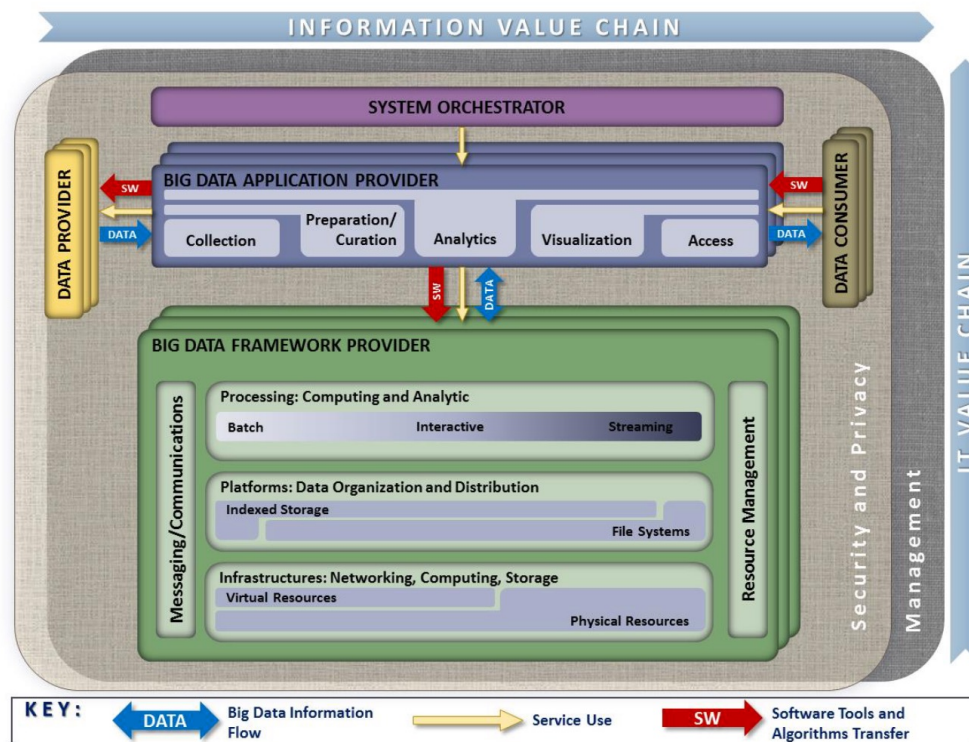 INFORMATION VALUE CHAIN
SYSTEM ORCHESTRATOR
DATA PROVIDER
SW
DATA
BIG DATA APPLICATION PROVIDER
Collection
Preparation/
Curation
Analytics
Visualization
Access
SW
DATA
DATA CONSUMER
SW
DATA
BIG DATA FRAMEWORK PROVIDER
Messaging/Communications
Processing: Computing and Analytic
Batch
Interactive
Streaming
Platforms: Data Organization and Distribution
Indexed Storage
File Systems
Infrastructures: Networking, Computing, Storage
Virtual Resources
Physical Resources
Resource Management
Security and Privacy
Management
IT VALUE CHAIN
KEY:
DATA
Big Data Information
Flow
Service Use
SW
Software Tools and
Algorithms Transfer